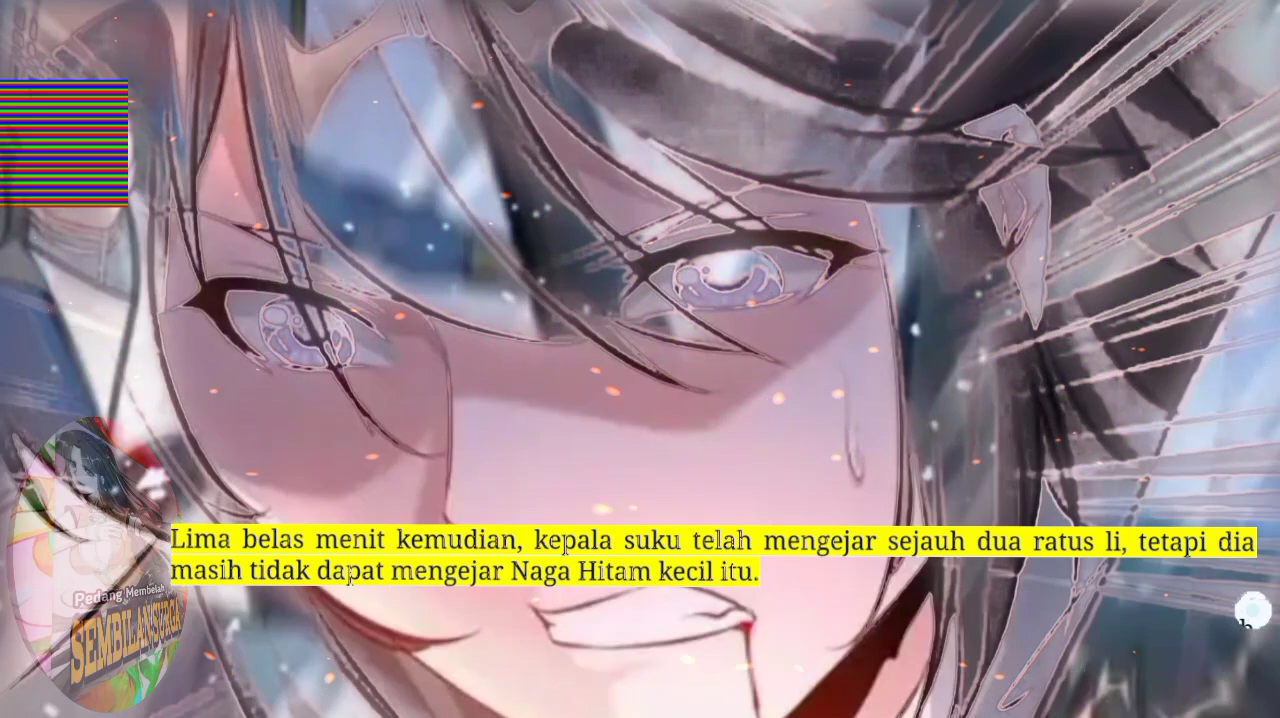 Lima belas menit kemudian, kepala suku telah mengejar sejauh dua ratus li, tetapi dia
masih tidak dapat mengejar Naga Hitam kecil itu.
Pedang Membelah
SEMBILAN SURGA